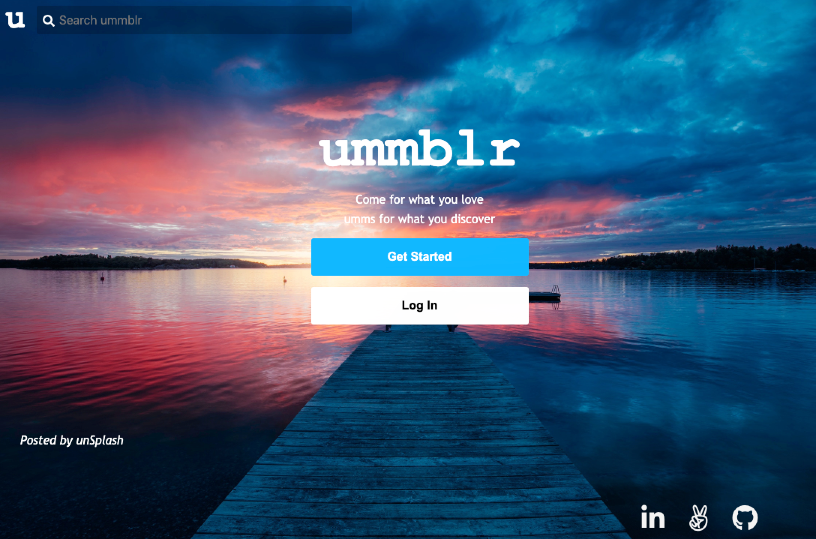 u
Search ummblr
ummblr
Come for what you love
umms for what you discover
Get Started
Log In
Posted by unSplash
in